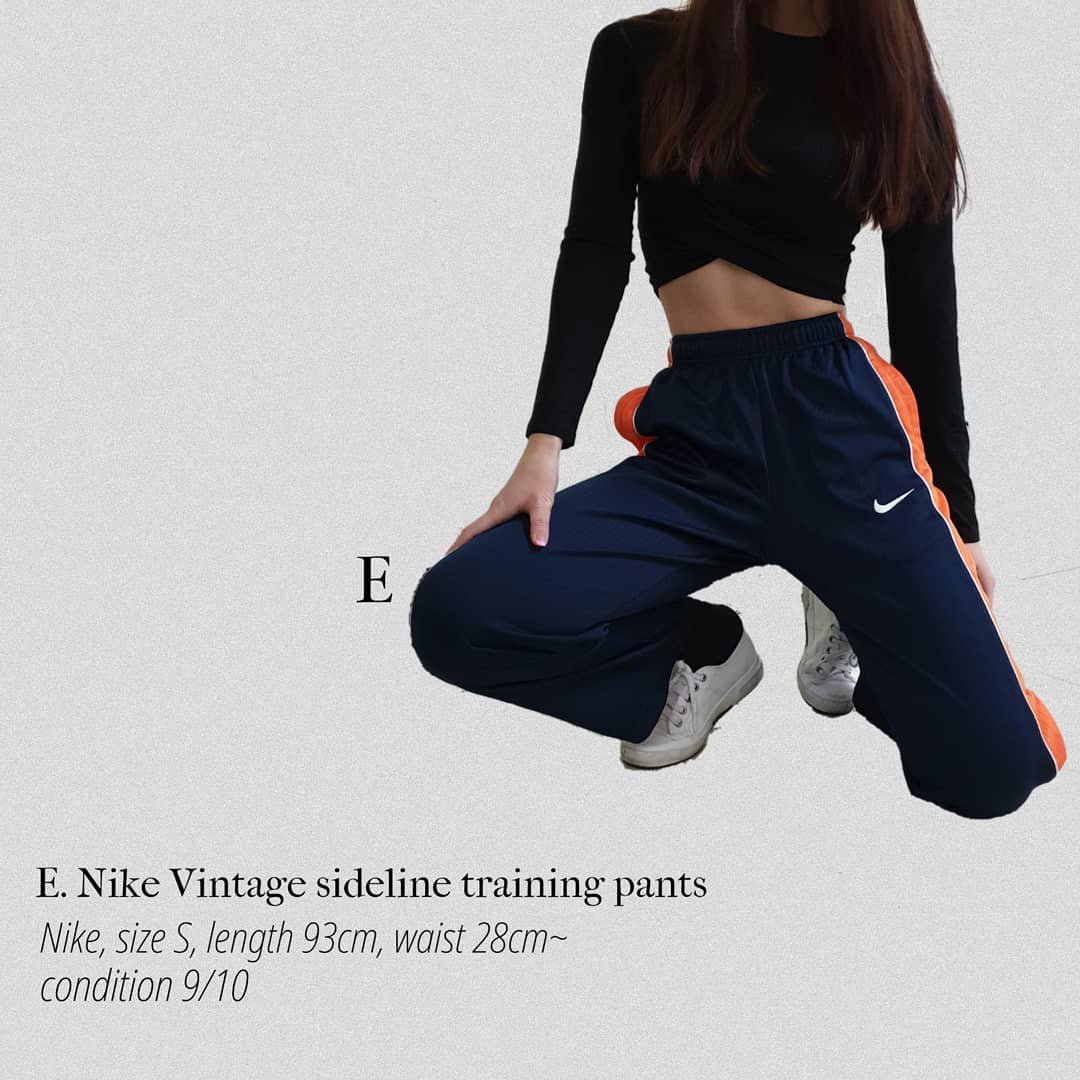 E
E. Nike Vintage sideline training pants
Nike, size S, length 93cm, waist 28cm~
condition 9/10